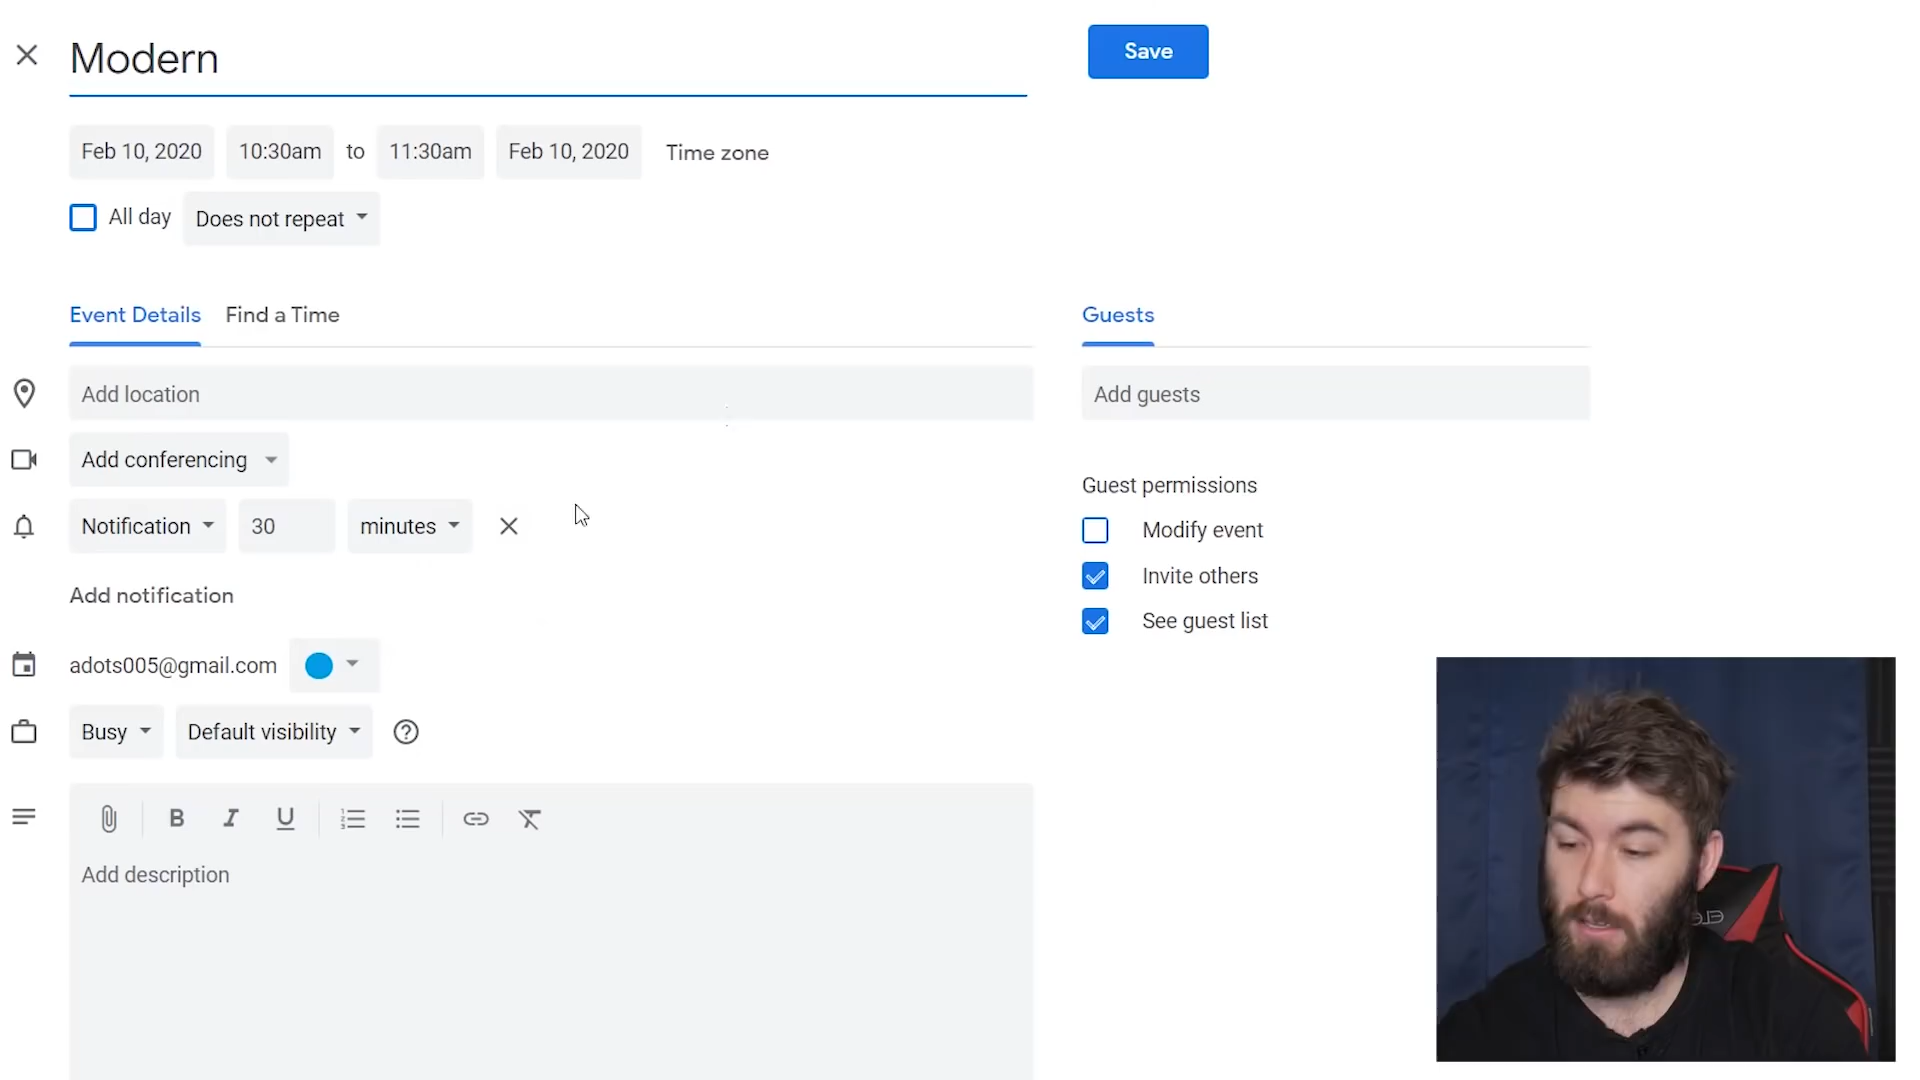 Modern
Save
Feb 10, 2020 10:30am to 11:30am Feb 10, 2020 Time zone
All day Does not repeat
Event Details Find a Time
Guests
Add location
Add guests
Add conferencing
Guest permissions
Notification 30 minutes
Modify event
Invite others
Add notification
See guest list
adots005@gmail.com
Busy Default visibility
B I U
Add description